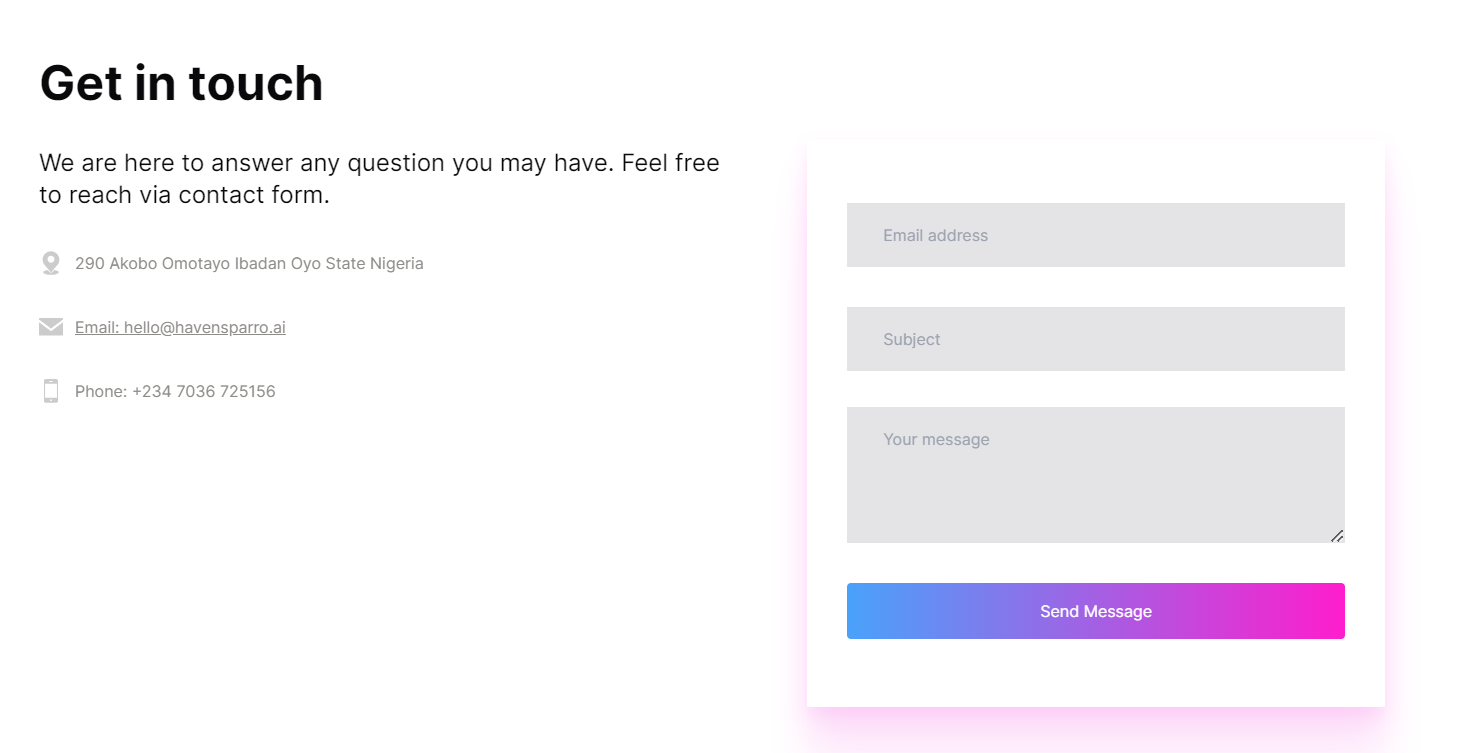 Get in touch
We are here to answer any question you may have. Feel free
to reach via contact form.
290 Akobo Omotayo Ibadan Oyo State Nigeria
Email: hello@havensparro.ai
Phone: +234 7036 725156
Email address
Subject
Your message
Send Message